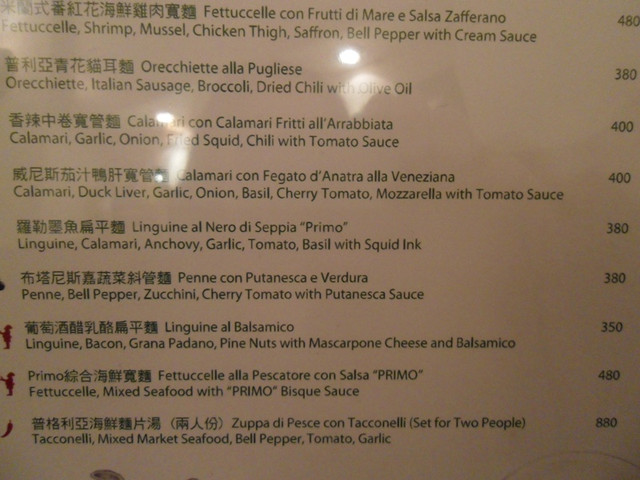 米蘭式番紅花海鮮雞肉寬麵 Fettuccelle con Frutti di Mare e Salsa Zafferano 480
Fettuccelle, Shrimp, Mussel, Chicken Thigh, Saffron, Bell Pepper with Cream Sauce
普利亞青花貓耳麵 Orecchiette alla Pugliese 380
Orecchiette, Italian Sausage, Broccoli, Dried Chili with Olive Oil
香辣中卷寬管麵 Calamari con Calamari Fritti all'Arrabbiata 400
Calamari, Garlic, Onion, Fried Squid, Chili with Tomato Sauce
威尼斯茄汁鴨肝寬管麵 Calamari con Fegato d'Anatra alla Veneziana 400
Calamari, Duck Liver, Garlic, Onion, Basil, Cherry Tomato, Mozzarella with Tomato Sauce
羅勒墨魚扁平麵 Linguine al Nero di Seppia "Primo" 380
Linguine, Calamari, Anchovy, Garlic, Tomato, Basil with Squid Ink
布塔尼斯嘉蔬菜斜管麵 Penne con Putanesca e Verdura 380
Penne, Bell Pepper, Zucchini, Cherry Tomato with Putanesca Sauce
葡萄酒醋乳酪扁平麵 Linguine al Balsamico 350
Linguine, Bacon, Grana Padano, Pine Nuts with Mascarpone Cheese and Balsamico
Primo綜合海鮮寬麵 Fettuccelle alla Pescatore con Salsa "PRIMO" 480
Fettuccelle, Mixed Seafood with "PRIMO" Bisque Sauce
普格利亞海鮮麵片湯（兩人份）Zuppa di Pesce con Tacconelli (Set for Two People) 880
Tacconelli, Mixed Market Seafood, Bell Pepper, Tomato, Garlic